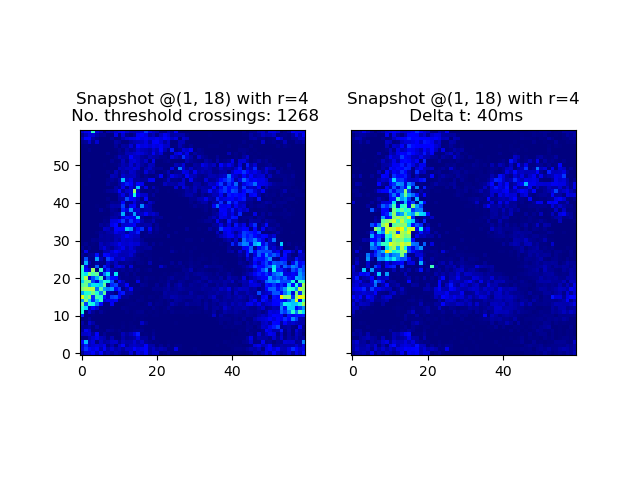 Snapshot @(1, 18) with r=4
No. threshold crossings: 1268
50
40
30
20
10
0
0 20 40
Snapshot @(1, 18) with r=4
Delta t: 40ms
0 20 40